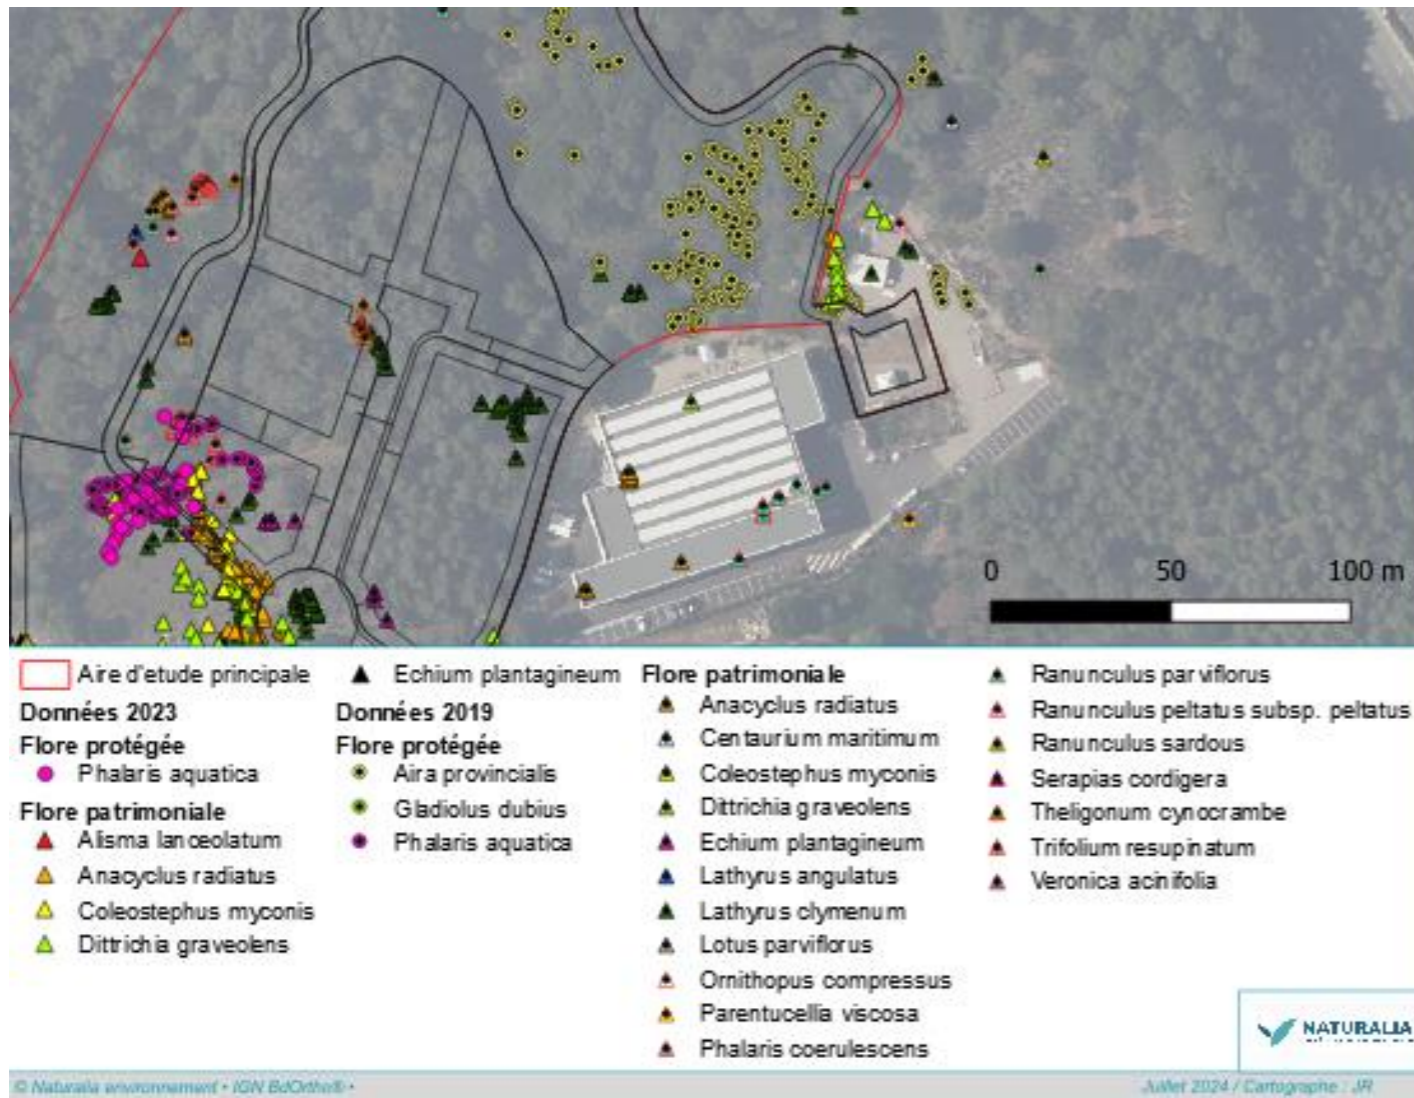 0 50 100 m
Aire d'etude principale
Données 2023
Flore protégée
Phalaris aquatica
Flore patrimoniale
Alisma lanceolatum
Anacyclus radiatus
Coleostephus myconis
Dittrichia graveolens
Echium plantagineum
Données 2019
Flore protégée
Aira provincialis
Gladiolus dubius
Phalaris aquatica
Flore patrimoniale
Anacyclus radiatus
Centaurium maritimum
Coleostephus myconis
Dittrichia graveolens
Echium plantagineum
Lathyrus angulatus
Lathyrus clymenum
Lotus parviflorus
Ornithopus compressus
Parentucellia viscosa
Phalaris coerulescens
Ranunculus parviflorus
Ranunculus peltatus subsp. peltatus
Ranunculus sardous
Serapias cordigera
Theligonum cynocrambe
Trifolium resupinatum
Veronica acinifolia
NATURALIA
© Naturalia environnement • IGN BdOrtho® •
Juillet 2024 / Cartographe : JR